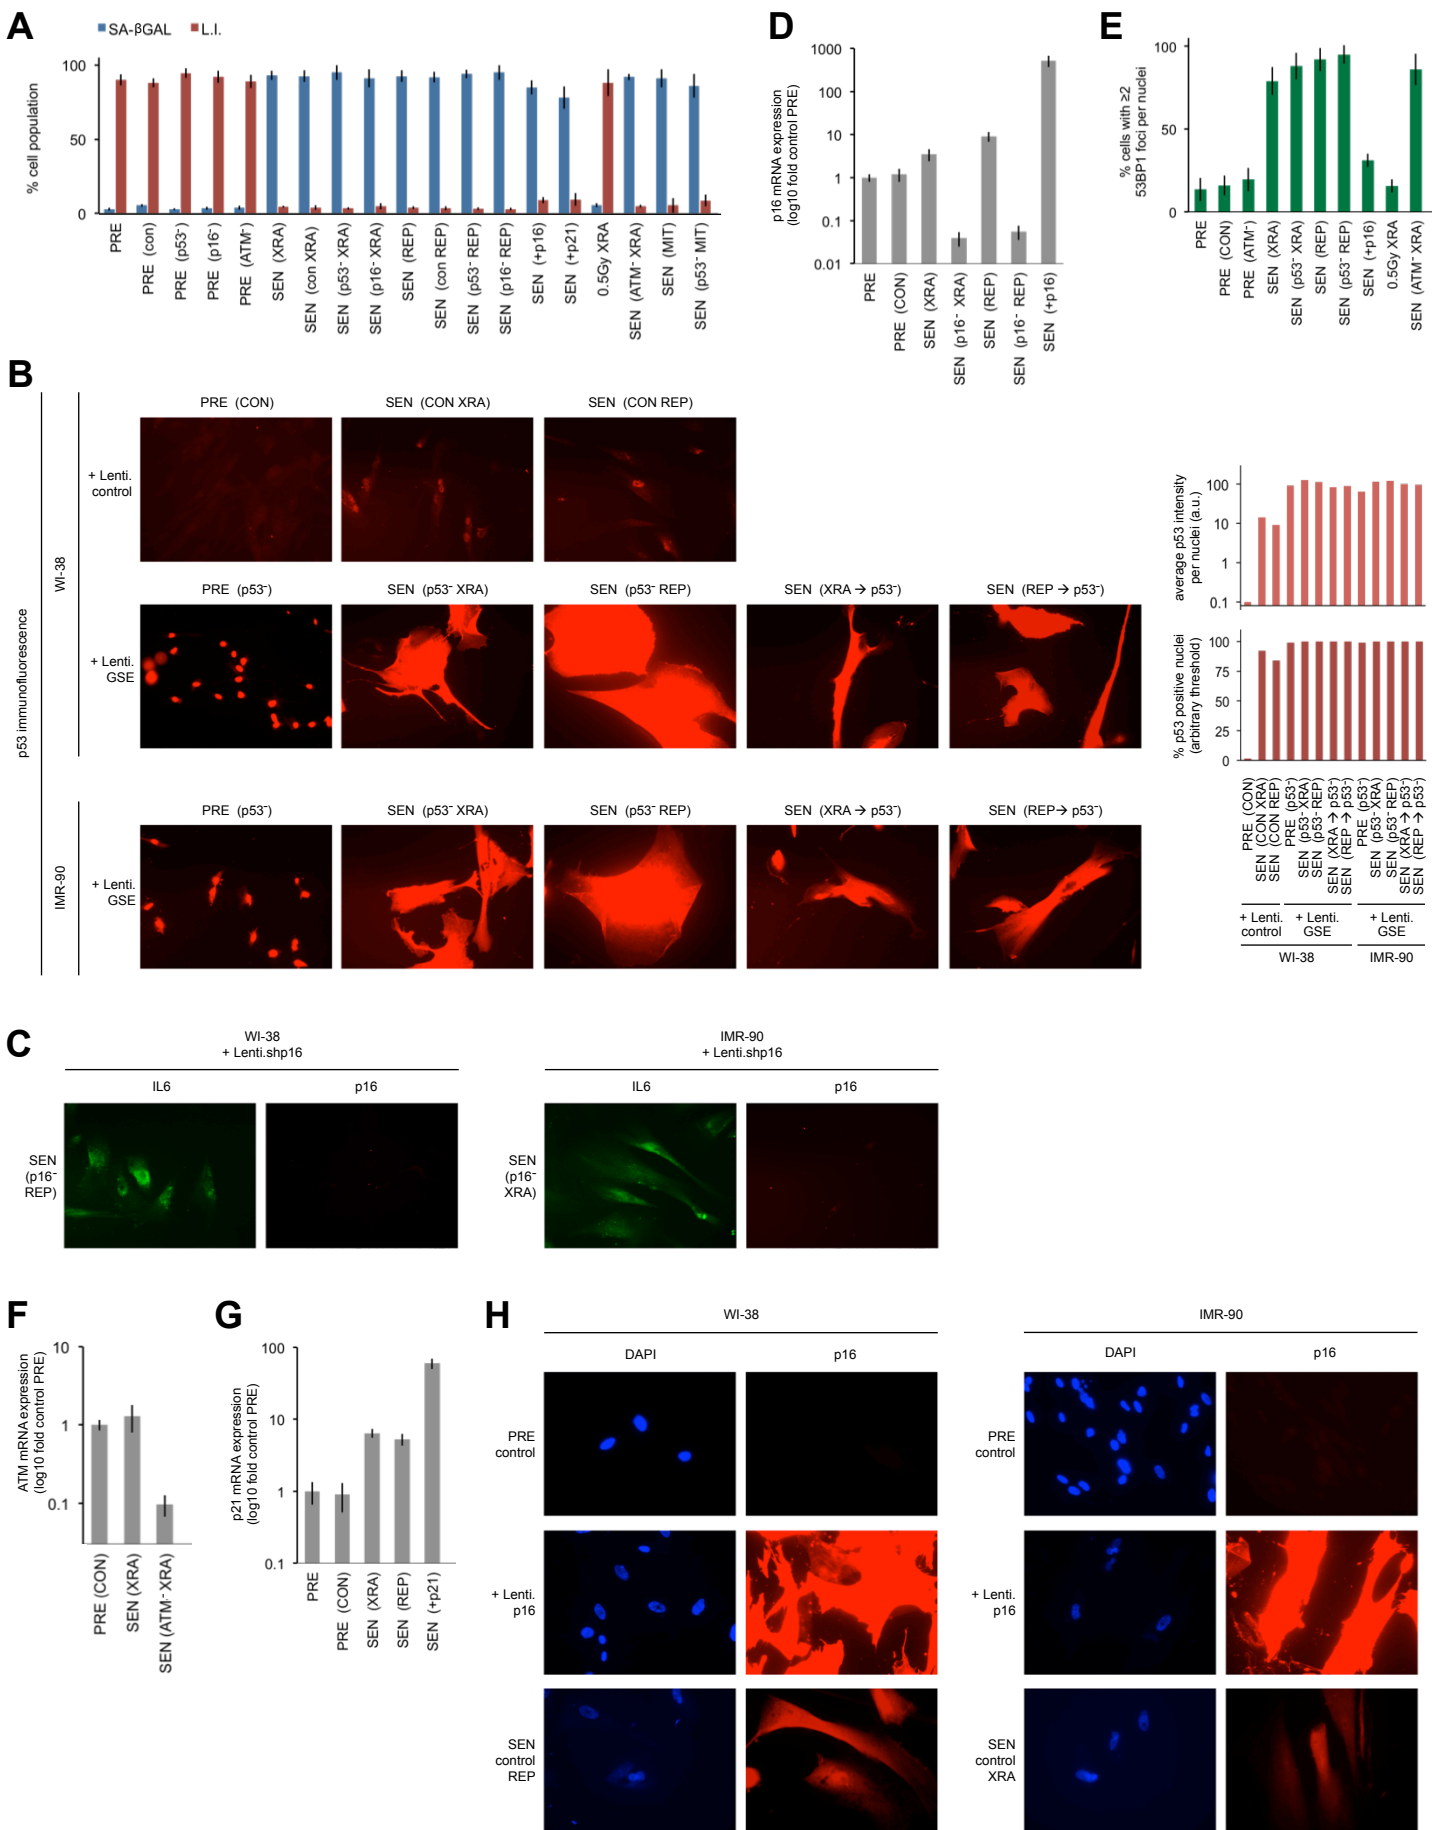 A
SA-βGAL
L.I.
% cell population
100
50
0
PRE
PRE (con)
PRE (p53⁻)
PRE (p16⁻)
PRE (ATM⁻)
SEN (XRA)
SEN (con XRA)
SEN (p53⁻ XRA)
SEN (p16⁻ XRA)
SEN (REP)
SEN (con REP)
SEN (p53⁻ REP)
SEN (p16⁻ REP)
SEN (+p16)
SEN (+p21)
0.5Gy XRA
SEN (ATM⁻ XRA)
SEN (MIT)
SEN (p53⁻ MIT)
D
p16 mRNA expression
(log10 fold control PRE)
1000
100
10
1
0.1
0.01
PRE
PRE (CON)
SEN (XRA)
SEN (p16⁻ XRA)
SEN (REP)
SEN (p16⁻ REP)
SEN (+p16)
E
% cells with ≥2
53BP1 foci per nuclei
100
50
0
PRE
PRE (CON)
PRE (ATM⁻)
SEN (XRA)
SEN (p53⁻ XRA)
SEN (REP)
SEN (p53⁻ REP)
SEN (+p16)
0.5Gy XRA
SEN (ATM⁻ XRA)
B
p53 immunofluorescence
WI-38
+ Lenti.
control
PRE (CON)
SEN (CON XRA)
SEN (CON REP)
+ Lenti.
GSE
PRE (p53⁻)
SEN (p53⁻ XRA)
SEN (p53⁻ REP)
SEN (XRA → p53⁻)
SEN (REP → p53⁻)
IMR-90
+ Lenti.
GSE
PRE (p53⁻)
SEN (p53⁻ XRA)
SEN (p53⁻ REP)
SEN (XRA → p53⁻)
SEN (REP→ p53⁻)
average p53 intensity
per nuclei (a.u.)
100
10
1
0.1
% p53 positive nuclei
(arbitrary threshold)
100
75
50
25
0
PRE (CON)
SEN (CON XRA)
SEN (CON REP)
PRE (p53⁻)
SEN (p53⁻ XRA)
SEN (p53⁻ REP)
SEN (XRA → p53⁻)
SEN (REP → p53⁻)
PRE (p53⁻)
SEN (p53⁻ XRA)
SEN (p53⁻ REP)
SEN (XRA → p53⁻)
SEN (REP → p53⁻)
+ Lenti.
control
+ Lenti.
GSE
+ Lenti.
GSE
WI-38
IMR-90
C
WI-38
+ Lenti.shp16
IL6
p16
SEN
(p16⁻
REP)
IMR-90
+ Lenti.shp16
IL6
p16
SEN
(p16⁻
XRA)
F
ATM mRNA expression
(log10 fold control PRE)
10
1
0.1
PRE (CON)
SEN (XRA)
SEN (ATM⁻ XRA)
G
p21 mRNA expression
(log10 fold control PRE)
100
10
1
0.1
PRE
PRE (CON)
SEN (XRA)
SEN (REP)
SEN (+p21)
H
WI-38
DAPI
p16
PRE
control
+ Lenti.
p16
SEN
control
REP
IMR-90
DAPI
p16
PRE
control
+ Lenti.
p16
SEN
control
XRA